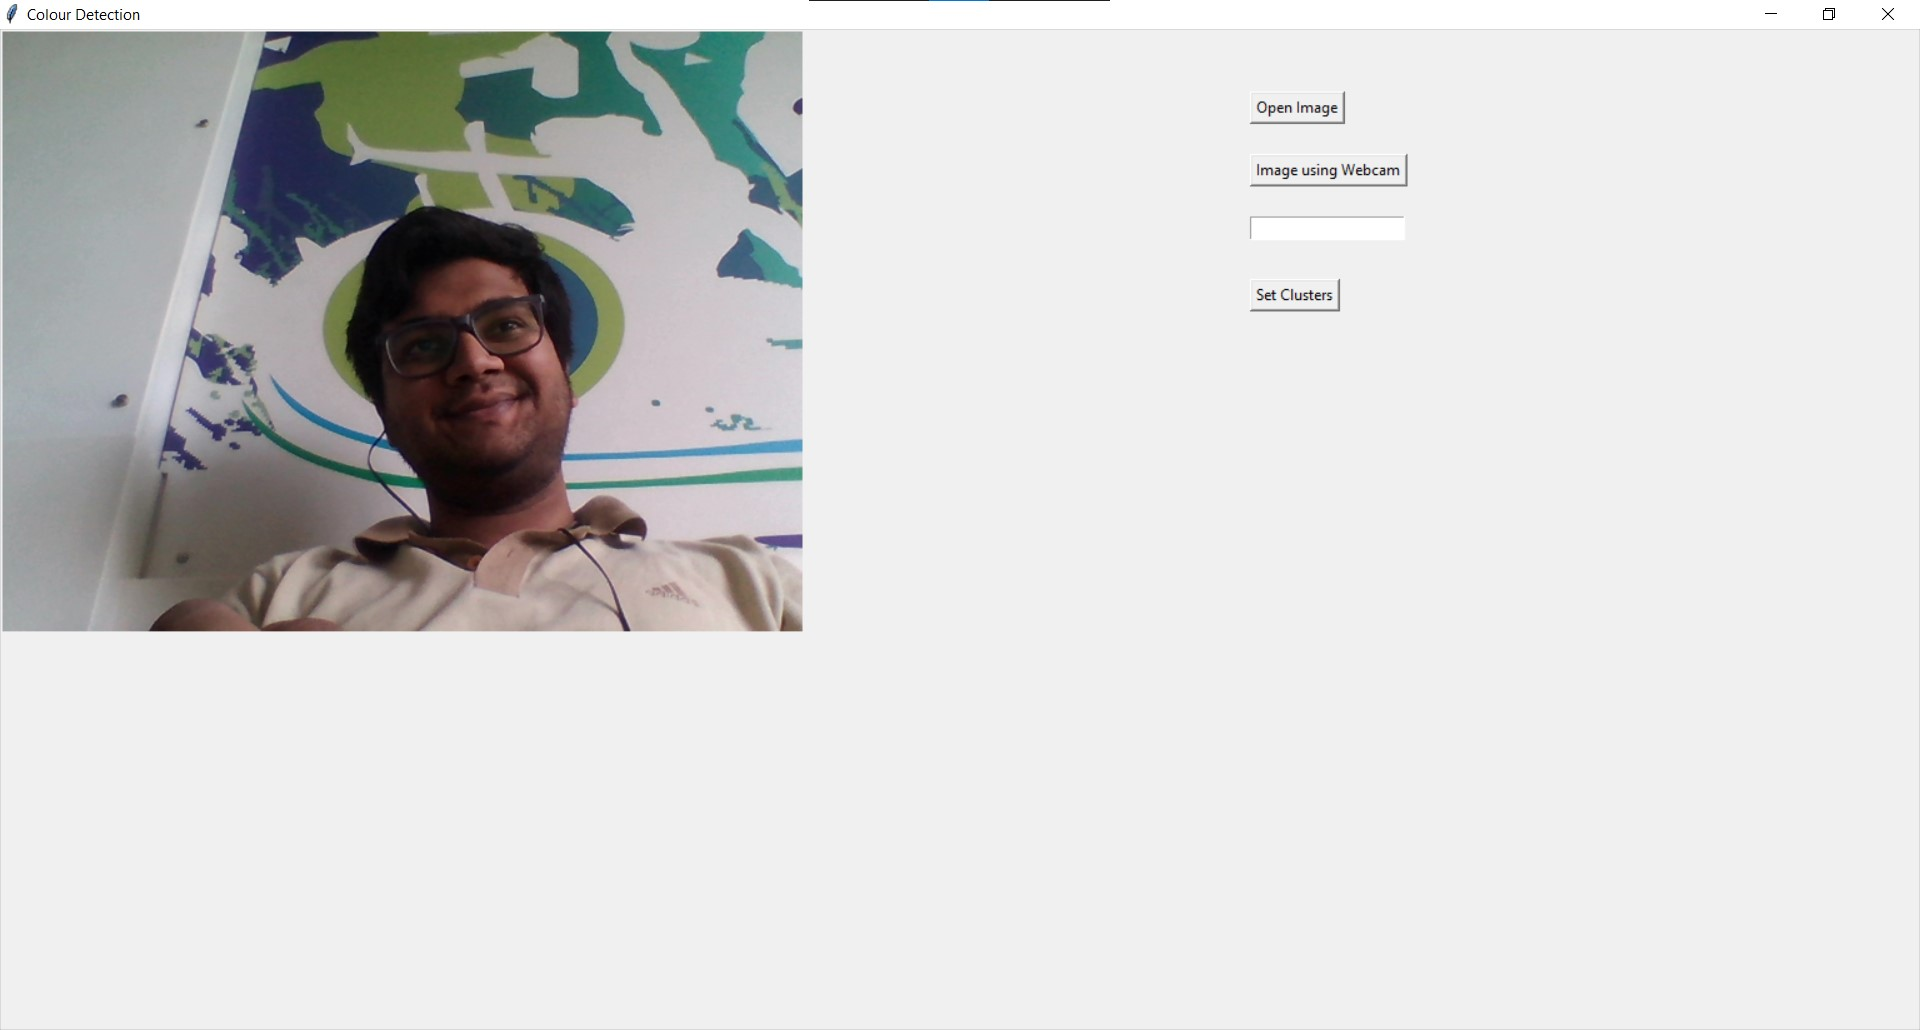 Colour Detection
Open Image
Image using Webcam
Set Clusters